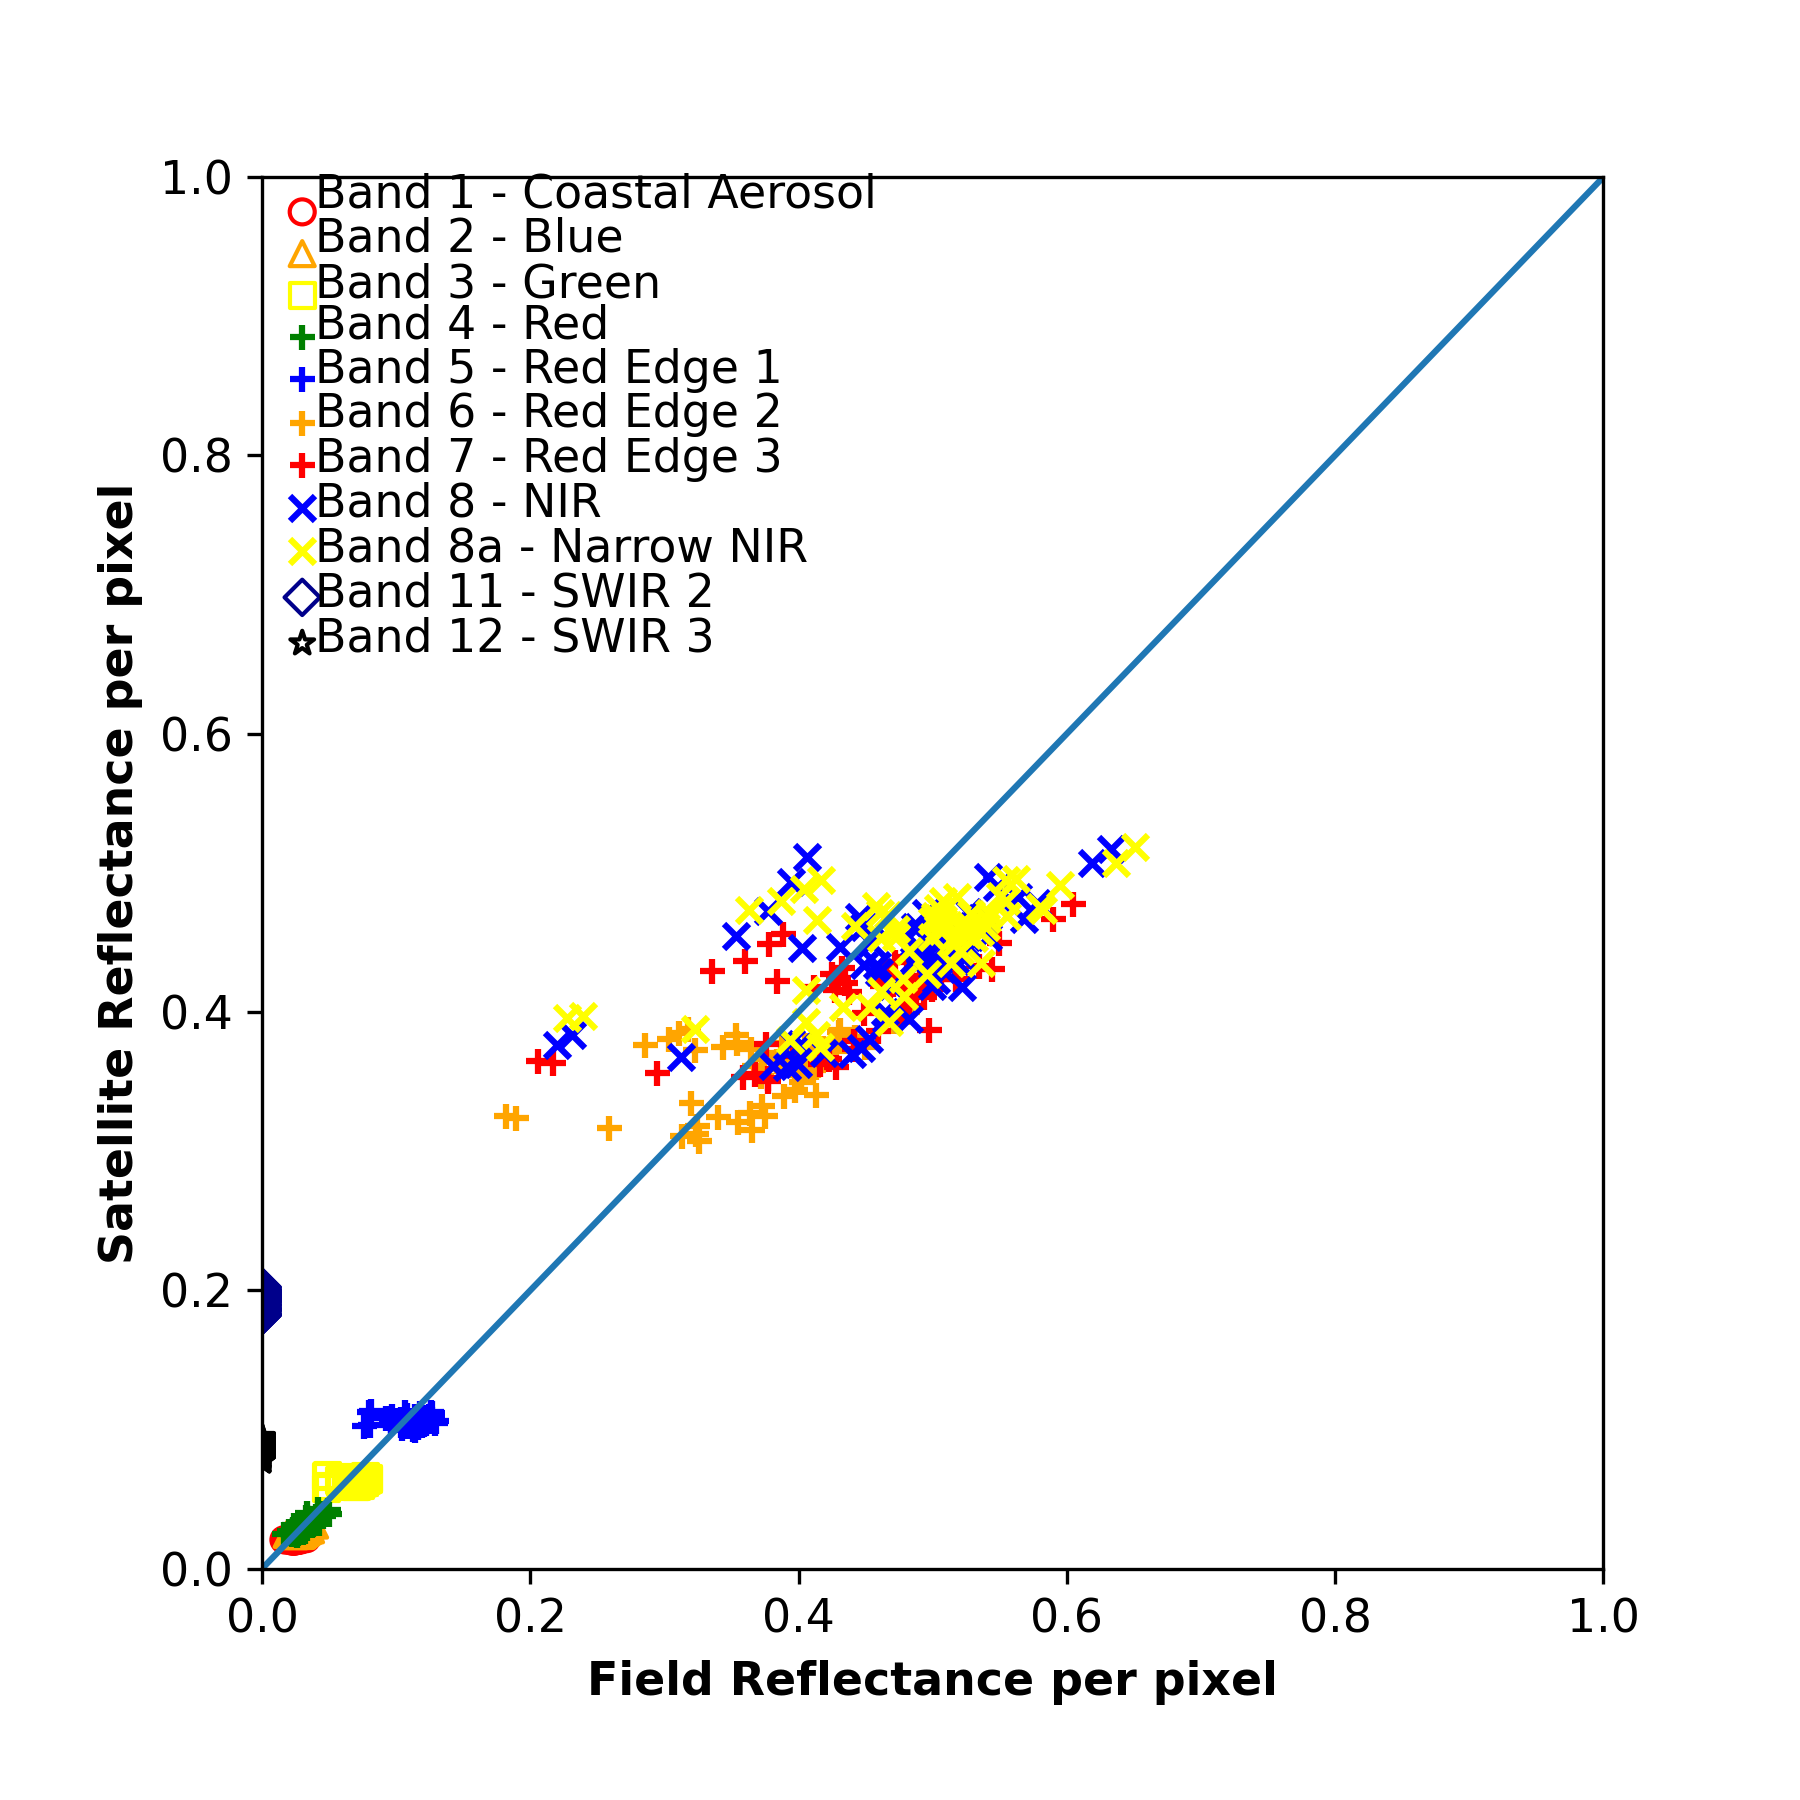 1.0
Band 1 - Coastal Aerosol
Band 2 - Blue
Band 3 - Green
Band 4 - Red
Band 5 - Red Edge 1
Band 6 - Red Edge 2
0.8
Band 7 - Red Edge 3
Band 8 - NIR
Band 8a - Narrow NIR
Band 11 - SWIR 2
Band 12 - SWIR 3
0.6
0.4
0.2
0.0
Satellite Reflectance per pixel
0.0 0.2 0.4 0.6 0.8 1.0
Field Reflectance per pixel